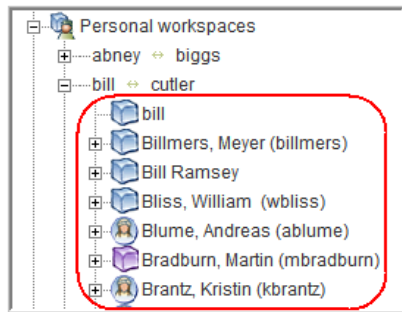 Personal workspaces
abney ↔ biggs
bill ↔ cutler
bill
Billmers, Meyer (billmers)
Bill Ramsey
Bliss, William (wbliss)
Blume, Andreas (ablume)
Bradburn, Martin (mbradburn)
Brantz, Kristin (kbrantz)